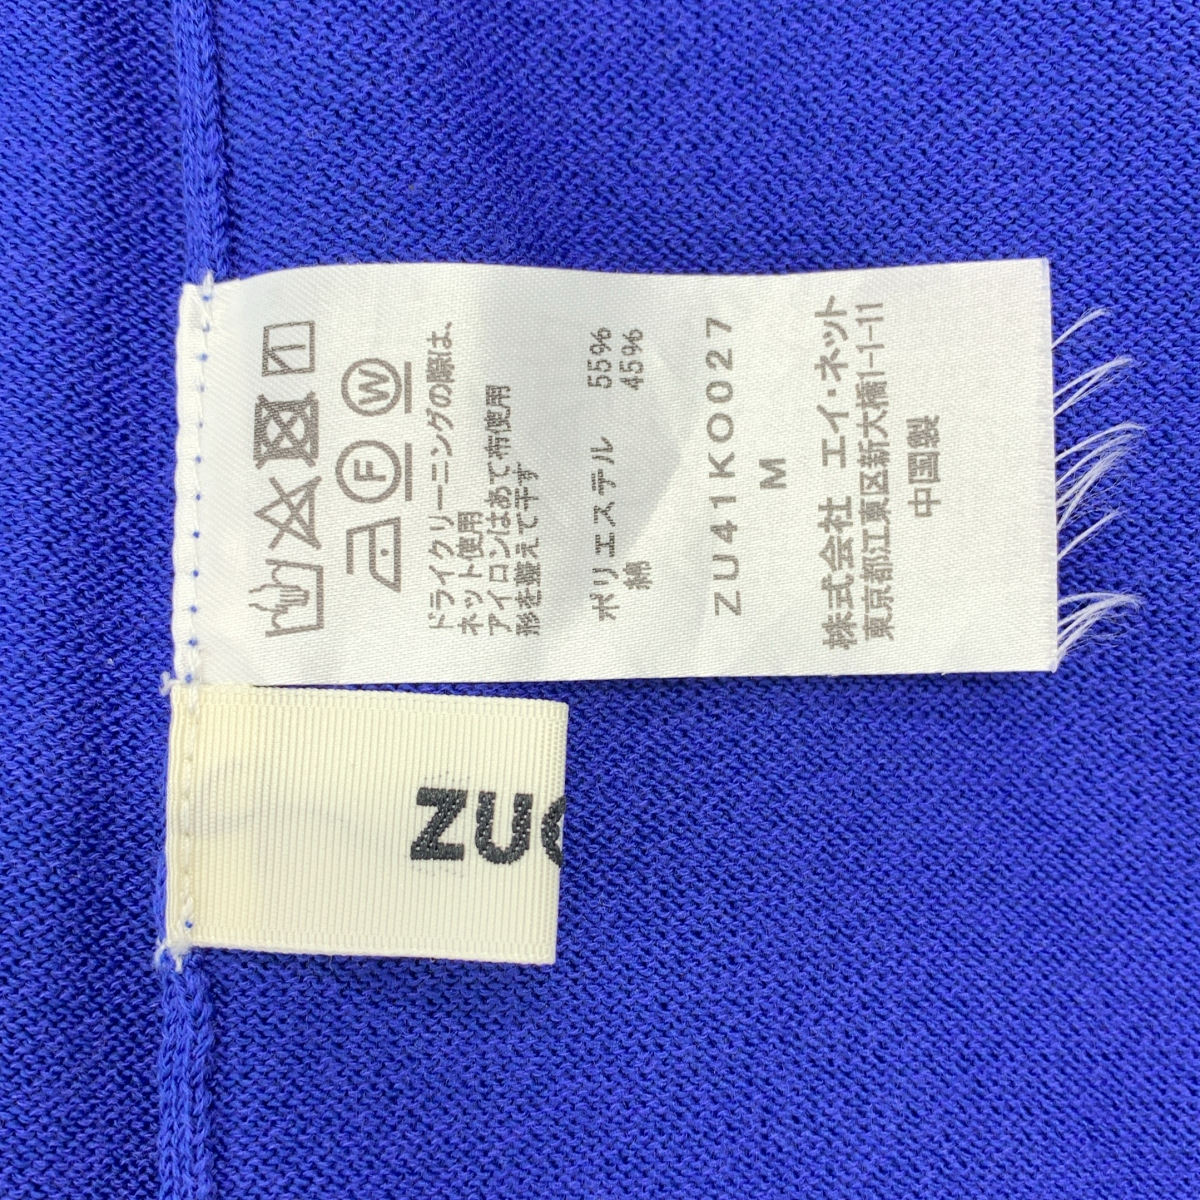 W
F
ドライクリーニングの際は、
ネット使用
アイロンはあて布使用
形を整えて干す
ポリエステル 55%
綿 45%
ZU41KO027
M
株式会社 エイ・ネット
東京都江東区新大橋1-1-11
中国製
ZUC